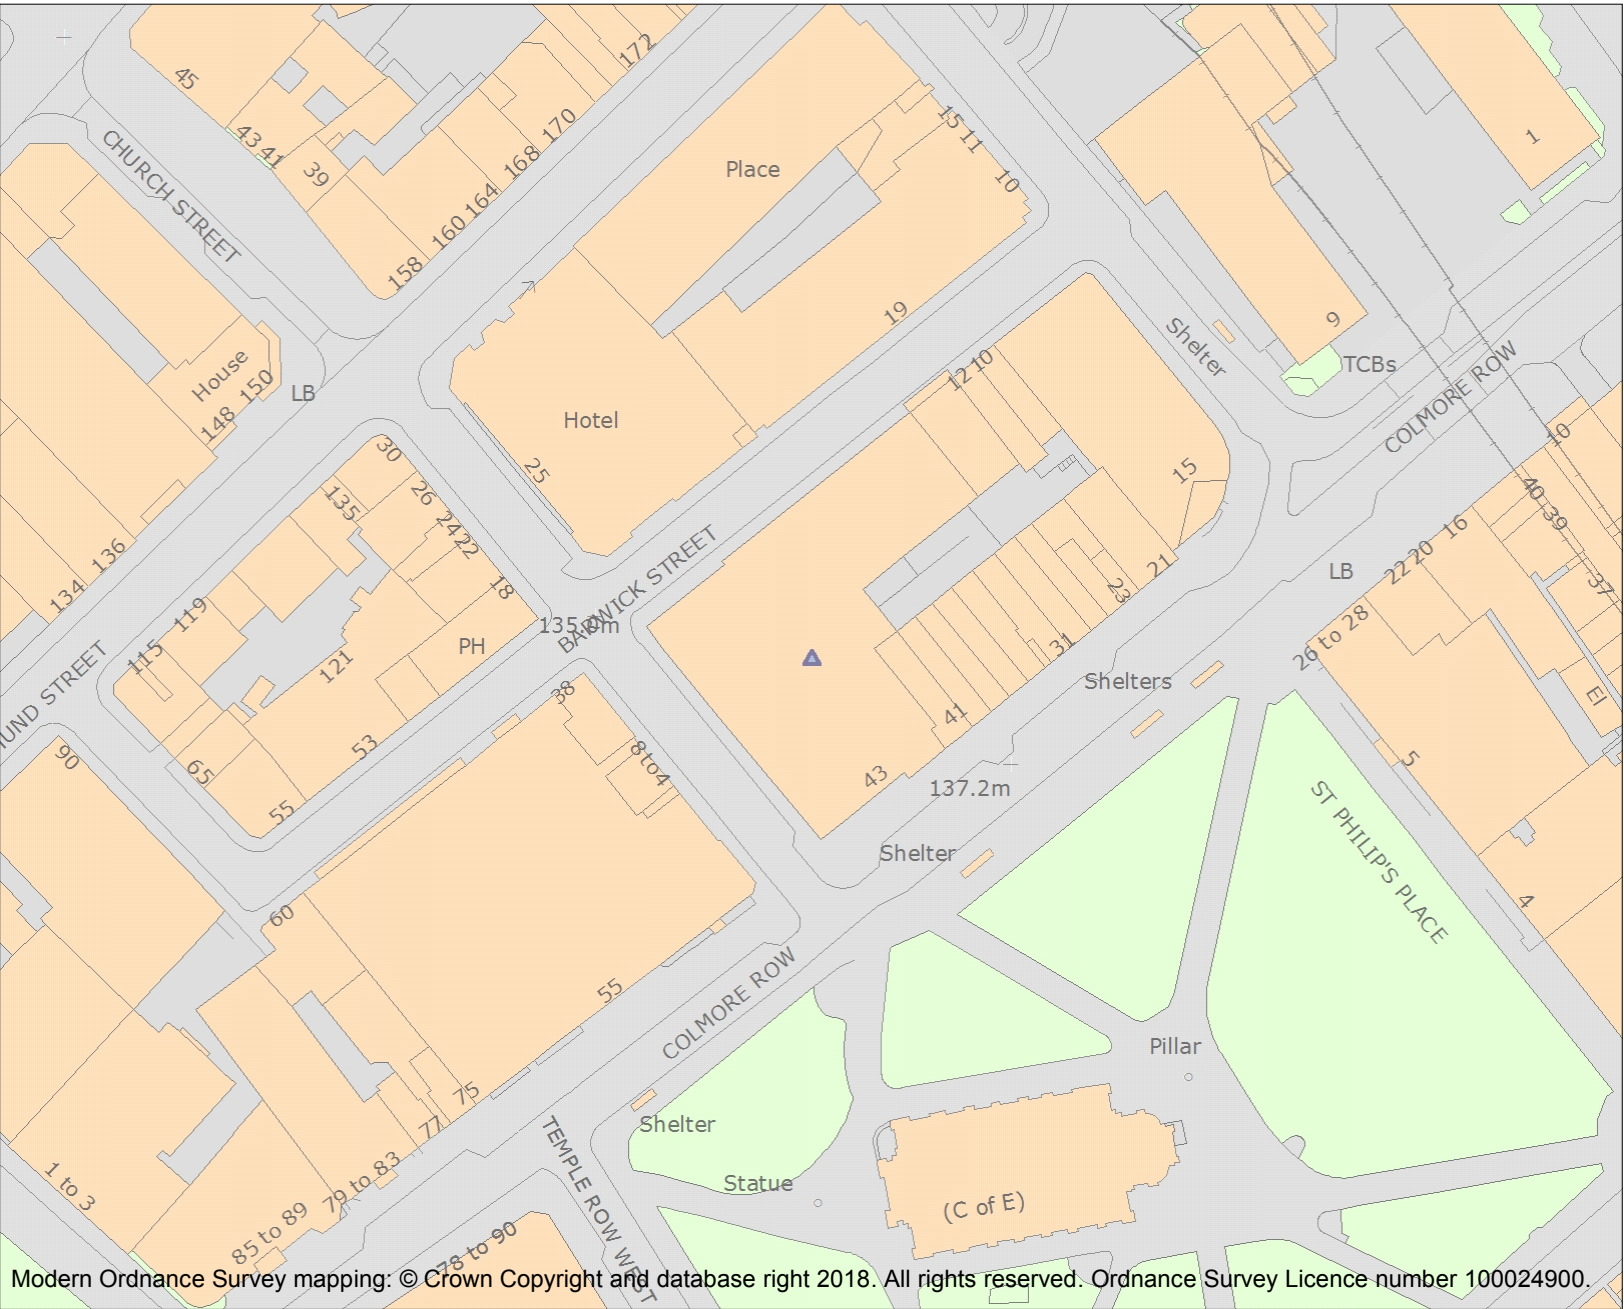 45
43
41
39
172
170
168
164
160
158
CHURCH STREET
Place
15
11
10
1
19
9
Shelter
TCBs
COLMORE ROW
House
150
148
LB
Hotel
25
12
10
15
10
30
26
24
22
18
135
136
134
119
115
121
PH
135.0m
BARWICK STREET
21
23
31
41
43
LB
16
20
22
26 to 28
40
39
37
El
Shelters
137.2m
Shelter
UND STREET
90
65
53
55
38
8 to 4
60
55
5
4
ST PHILIP'S PLACE
COLMORE ROW
Pillar
75
77
79 to 83
85 to 89
1 to 3
TEMPLE ROW WEST
78 to 90
Shelter
Statue
(C of E)
Modern Ordnance Survey mapping: © Crown Copyright and database right 2018. All rights reserved. Ordnance Survey Licence number 100024900.